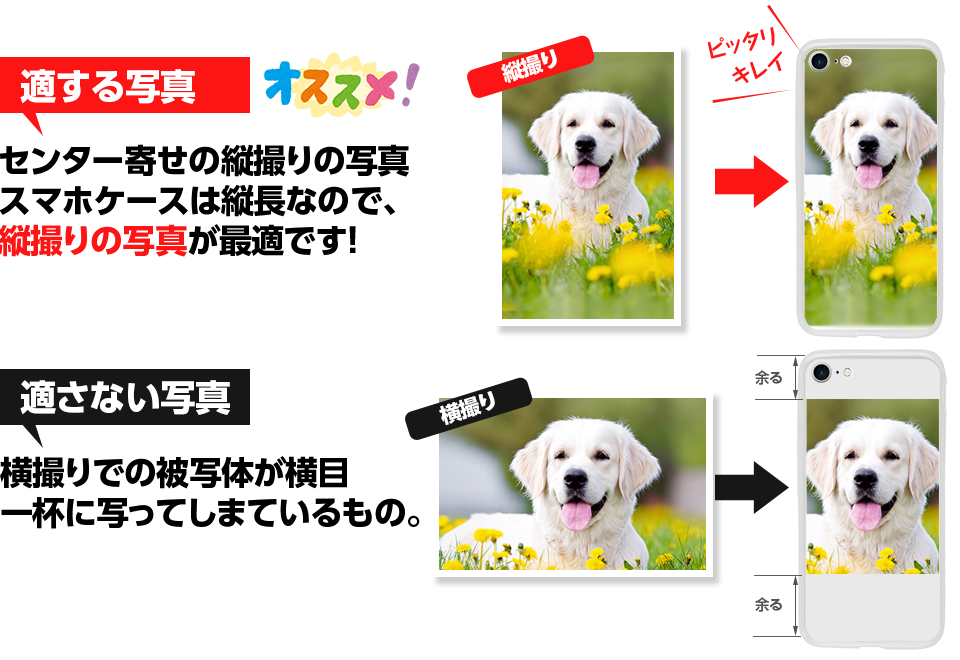 適する写真
オススメ!
センター寄せの縦撮りの写真
スマホケースは縦長なので、
縦撮りの写真が最適です!
縦撮り
ピッタリ
キレイ
適さない写真
横撮りでの被写体が横目
一杯に写ってしまているもの。
横撮り
余る
余る